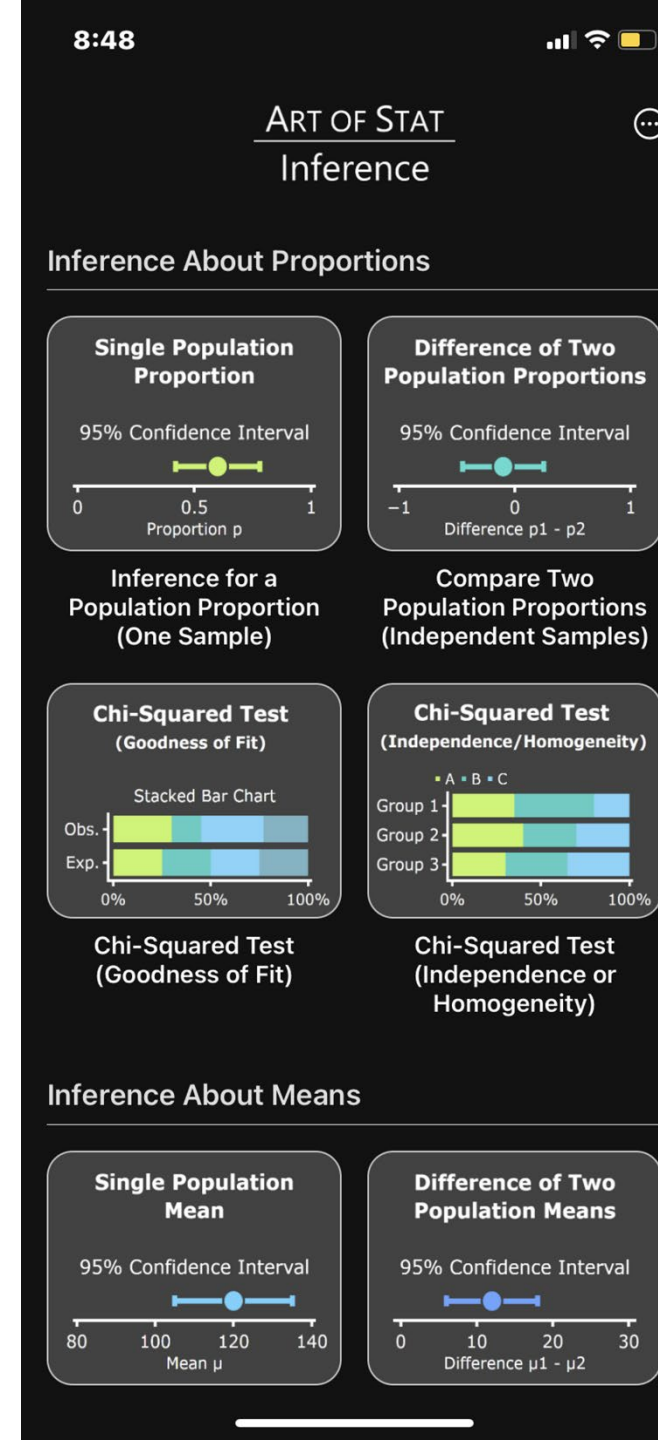 8:48
ART OF STAT
Inference
Inference About Proportions
Single Population
Proportion
95% Confidence Interval
0 0.5 1
Proportion p
Inference for a
Population Proportion
(One Sample)
Difference of Two
Population Proportions
95% Confidence Interval
−1 0 1
Difference p1 - p2
Compare Two
Population Proportions
(Independent Samples)
Chi-Squared Test
(Goodness of Fit)
Stacked Bar Chart
Obs.
Exp.
0% 50% 100%
Chi-Squared Test
(Goodness of Fit)
Chi-Squared Test
(Independence/Homogeneity)
A B C
Group 1
Group 2
Group 3
0% 50% 100%
Chi-Squared Test
(Independence or
Homogeneity)
Inference About Means
Single Population
Mean
95% Confidence Interval
80 100 120 140
Mean μ
Difference of Two
Population Means
95% Confidence Interval
0 10 20 30
Difference μ1 - μ2